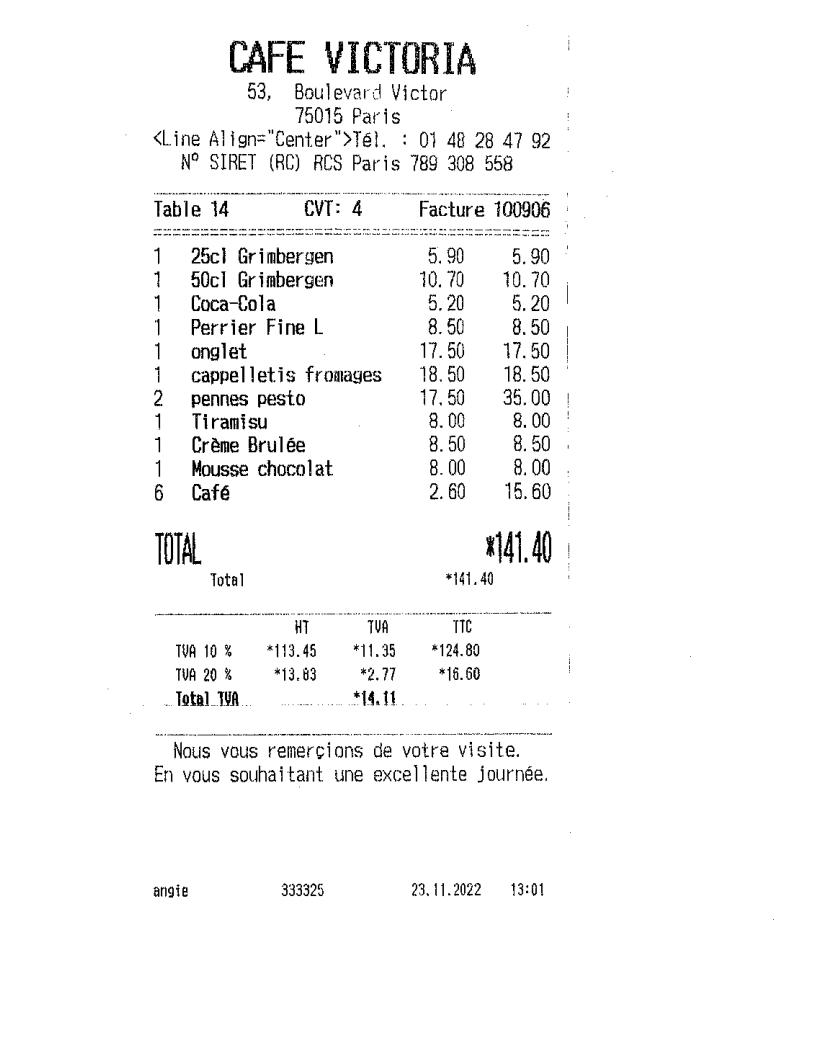 CAFE VICTORIA
53, Boulevard Victor
75015 Paris
<Line Align="Center">Tél. : 01 48 28 47 92
N° SIRET (RC) RCS Paris 789 308 558
Table 14 CVT: 4 Facture 100906
1 25cl Grimbergen 5.90 5.90
1 50cl Grimbergen 10.70 10.70
1 Coca-Cola 5.20 5.20
1 Perrier Fine L 8.50 8.50
1 onglet 17.50 17.50
1 cappelletis fromages 18.50 18.50
2 pennes pesto 17.50 35.00
1 Tiramisu 8.00 8.00
1 Crème Brulée 8.50 8.50
1 Mousse chocolat 8.00 8.00
6 Café 2.60 15.60
TOTAL *141.40
Total *141.40
HT TVA TTC
TVA 10 % *113.45 *11.35 *124.80
TVA 20 % *13.83 *2.77 *16.60
Total TVA *14.11
Nous vous remerçions de votre visite.
En vous souhaitant une excellente journée.
angie 333325 23.11.2022 13:01